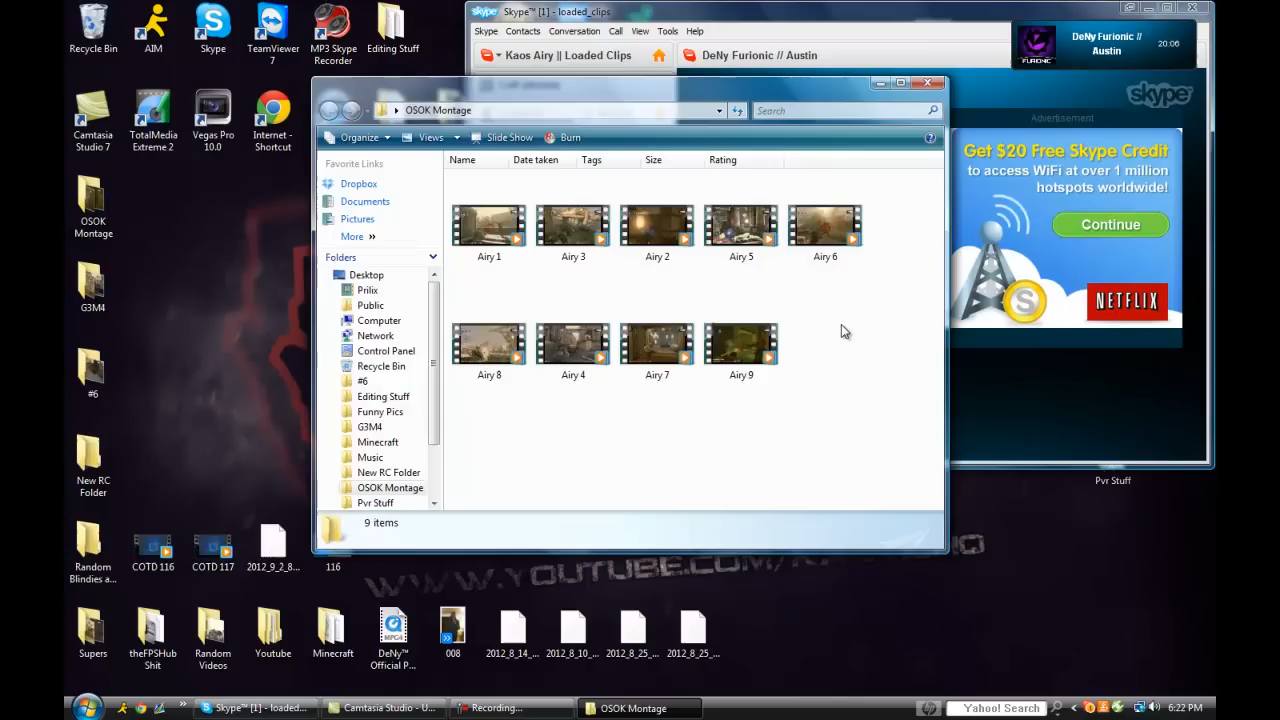 Recycle Bin
AIM
Skype
TeamViewer
7
MP3 Skype
Recorder
Editing Stuff
Camtasia
Studio 7
TotalMedia
Extreme 2
Vegas Pro
10.0
Internet -
Shortcut
OSOK
Montage
G3M4
#6
New RC
Folder
Random
Blindies a...
COTD 116
COTD 117
2012_9_2_8...
116
Supers
theFPSHub
Shit
Random
Videos
Youtube
Minecraft
DeNy™
Official P...
008
2012_8_14_...
2012_8_10_...
2012_8_25_...
2012_8_25_...
Skype™ [1] - loaded_clips
Skype Contacts Conversation Call View Tools Help
Kaos Airy || Loaded Clips
DeNy Furionic // Austin
FURIONIC
DeNy Furionic //
Austin
20:06
skype
Advertisement
Get $20 Free Skype Credit
to access WiFi at over 1 million
hotspots worldwide!
Continue
S
NETFLIX
Pvr Stuff
OSOK Montage
Search
Organize Views Slide Show Burn
Favorite Links
Dropbox
Documents
Pictures
More »
Folders
Desktop
Prilix
Public
Computer
Network
Control Panel
Recycle Bin
#6
Editing Stuff
Funny Pics
G3M4
Minecraft
Music
New RC Folder
OSOK Montage
Pvr Stuff
Name Date taken Tags Size Rating
Airy 1
Airy 3
Airy 2
Airy 5
Airy 6
Airy 8
Airy 4
Airy 7
Airy 9
9 items
Skype™ [1] - loaded...
Camtasia Studio - U...
Recording...
OSOK Montage
hp
Yahoo! Search
6:22 PM